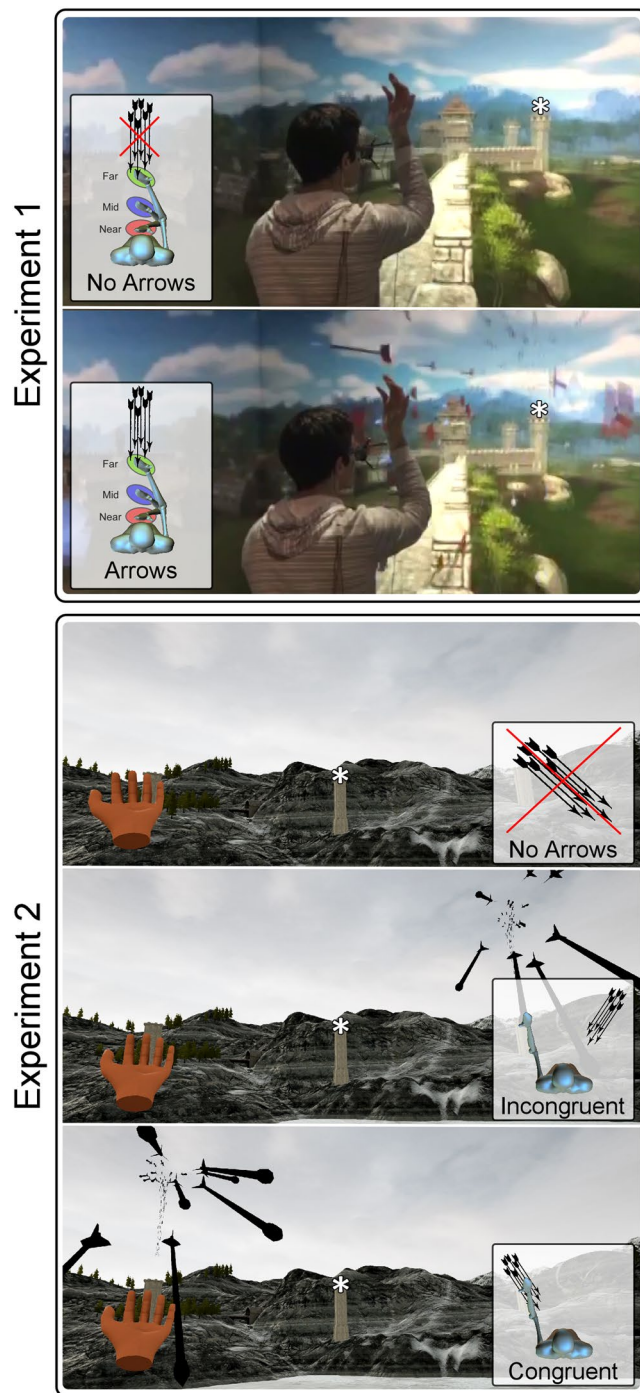 Experiment 1
Far
Mid
Near
No Arrows
*
Far
Mid
Near
Arrows
*
Experiment 2
*
No Arrows
*
Incongruent
*
Congruent